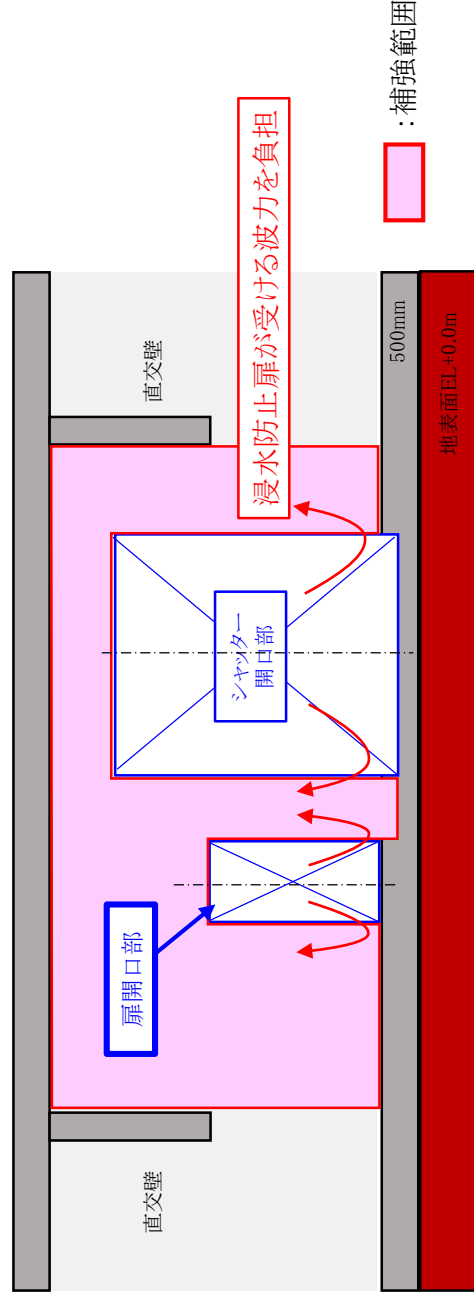 直交壁
扉開口部
シャッター
開口部
直交壁
浸水防止扉が受ける波力を負担
500mm
地表面EL+0.0m
：補強範囲